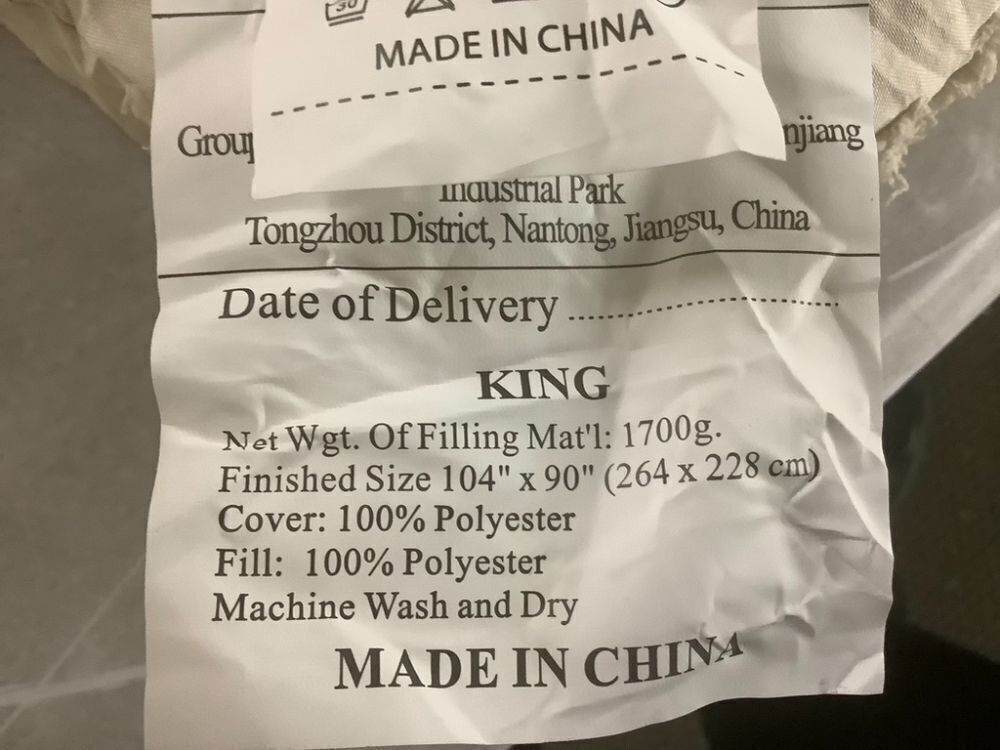 30
MADE IN CHINA
Group njiang
Industrial Park
Tongzhou District, Nantong, Jiangsu, China
Date of Delivery ........................................
KING
Net Wgt. Of Filling Mat'l: 1700g.
Finished Size 104" x 90" (264 x 228 cm)
Cover: 100% Polyester
Fill: 100% Polyester
Machine Wash and Dry
MADE IN CHINA